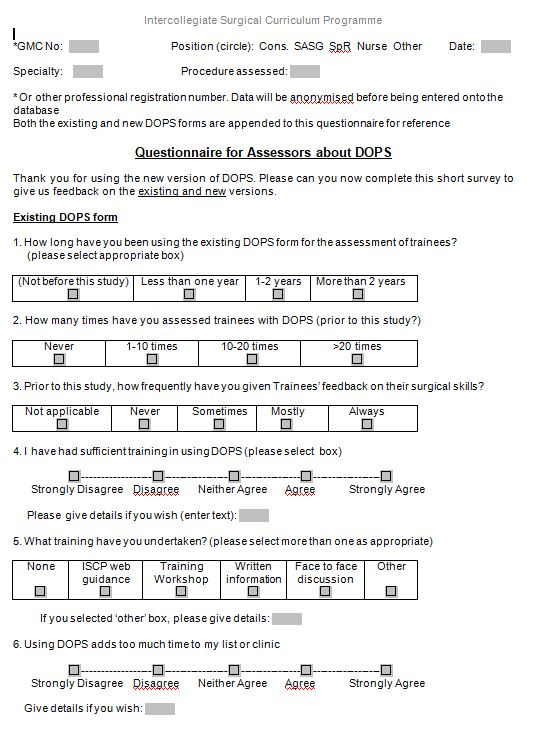 Intercollegiate Surgical Curriculum Programme
*GMC No: Position (circle): Cons. SASG SpR Nurse Other Date:
Specialty: Procedure assessed:
*Or other professional registration number. Data will be anonymised before being entered onto the
database
Both the existing and new DOPS forms are appended to this questionnaire for reference
Questionnaire for Assessors about DOPS
Thank you for using the new version of DOPS. Please can you now complete this short survey to
give us feedback on the existing and new versions.
Existing DOPS form
1. How long have you been using the existing DOPS form for the assessment of trainees?
(please select appropriate box)
(Not before this study) Less than one year 1-2 years More than 2 years
2. How many times have you assessed trainees with DOPS (prior to this study?)
Never 1-10 times 10-20 times >20 times
3. Prior to this study, how frequently have you given Trainees' feedback on their surgical skills?
Not applicable Never Sometimes Mostly Always
4. I have had sufficient training in using DOPS (please select box)
Strongly Disagree Disagree Neither Agree Agree Strongly Agree
Please give details if you wish (enter text):
5. What training have you undertaken? (please select more than one as appropriate)
None ISCP web Training Written Face to face Other
guidance Workshop information discussion
If you selected 'other' box, please give details:
6. Using DOPS adds too much time to my list or clinic
Strongly Disagree Disagree Neither Agree Agree Strongly Agree
Give details if you wish: